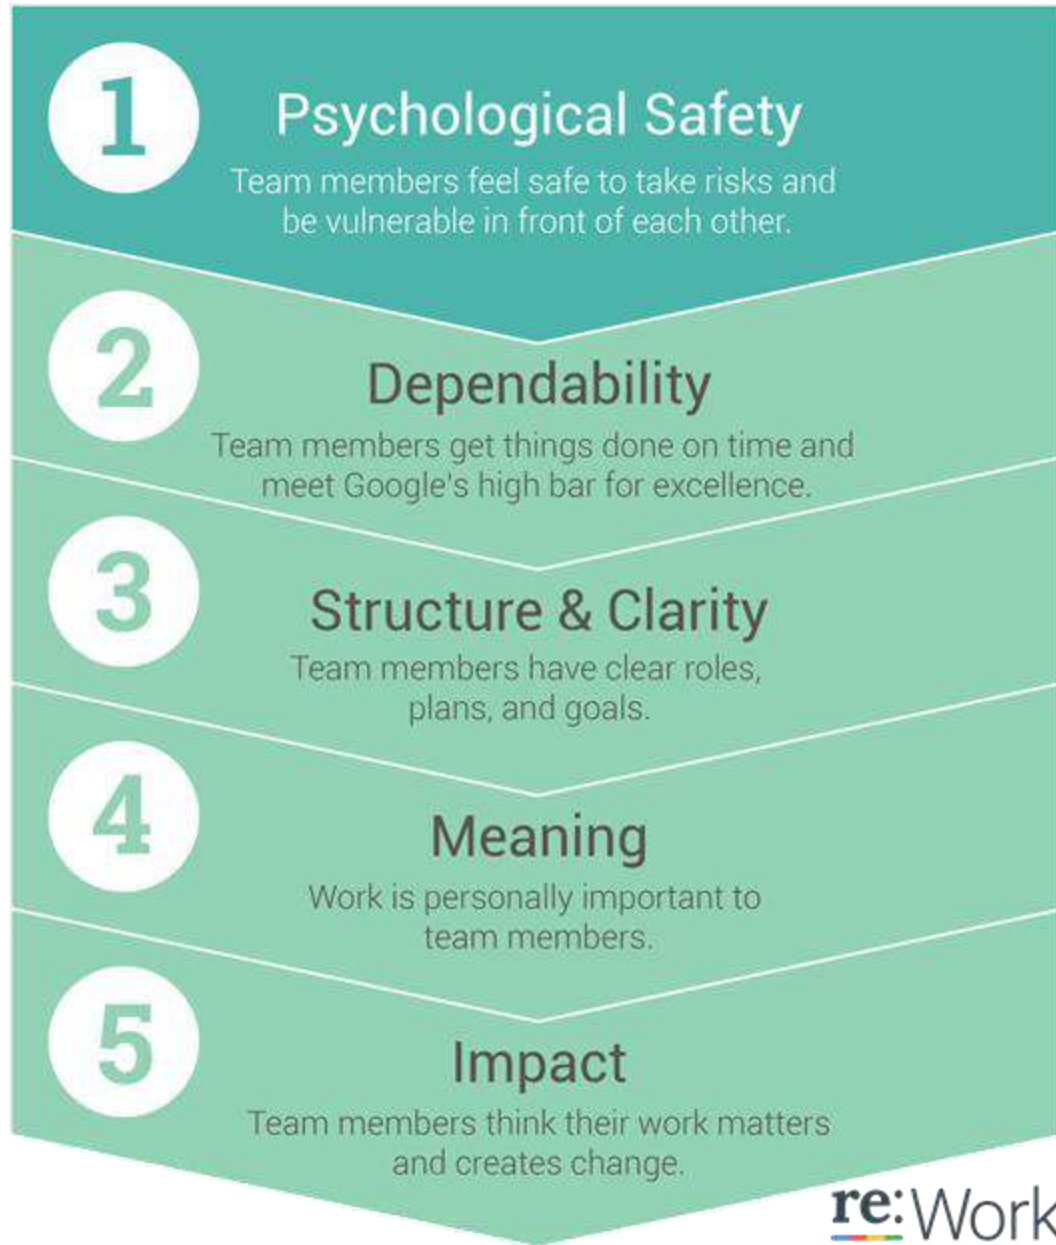 1
Psychological Safety
Team members feel safe to take risks and
be vulnerable in front of each other.
2
Dependability
Team members get things done on time and
meet Google's high bar for excellence.
3
Structure & Clarity
Team members have clear roles,
plans, and goals.
4
Meaning
Work is personally important to
team members.
5
Impact
Team members think their work matters
and creates change.
re:Work